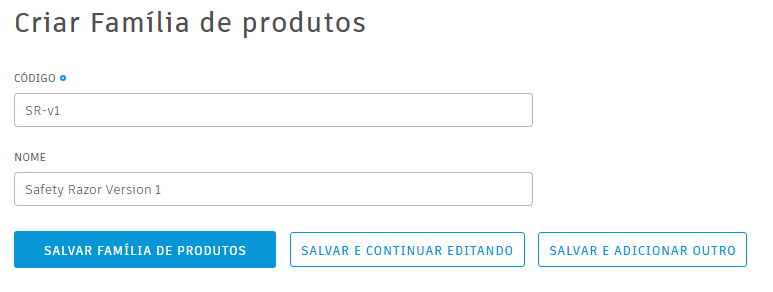 Criar Família de produtos
CÓDIGO
SR-v1
NOME
Safety Razor Version 1
SALVAR FAMÍLIA DE PRODUTOS
SALVAR E CONTINUAR EDITANDO
SALVAR E ADICIONAR OUTRO